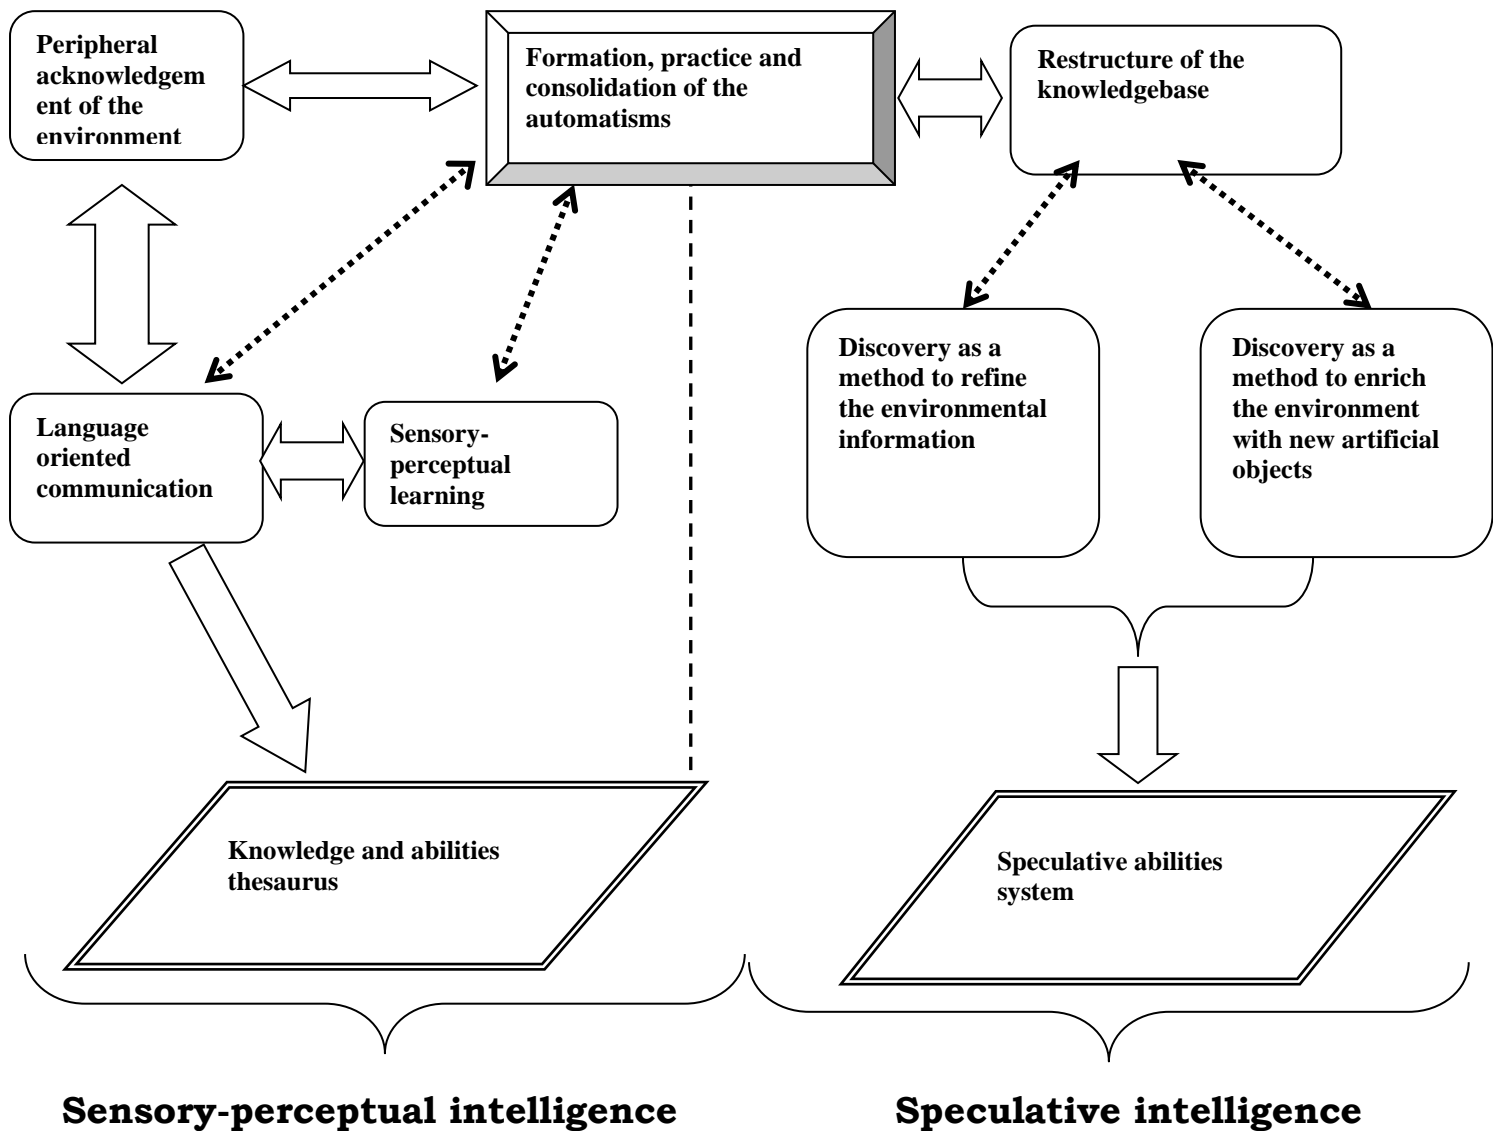 Peripheral
acknowledgem
ent of the
environment
Formation, practice and
consolidation of the
automatisms
Restructure of the
knowledgebase
Language
oriented
communication
Sensory-
perceptual
learning
Discovery as a
method to refine
the environmental
information
Discovery as a
method to enrich
the environment
with new artificial
objects
Knowledge and abilities
thesaurus
Speculative abilities
system
Sensory-perceptual intelligence
Speculative intelligence